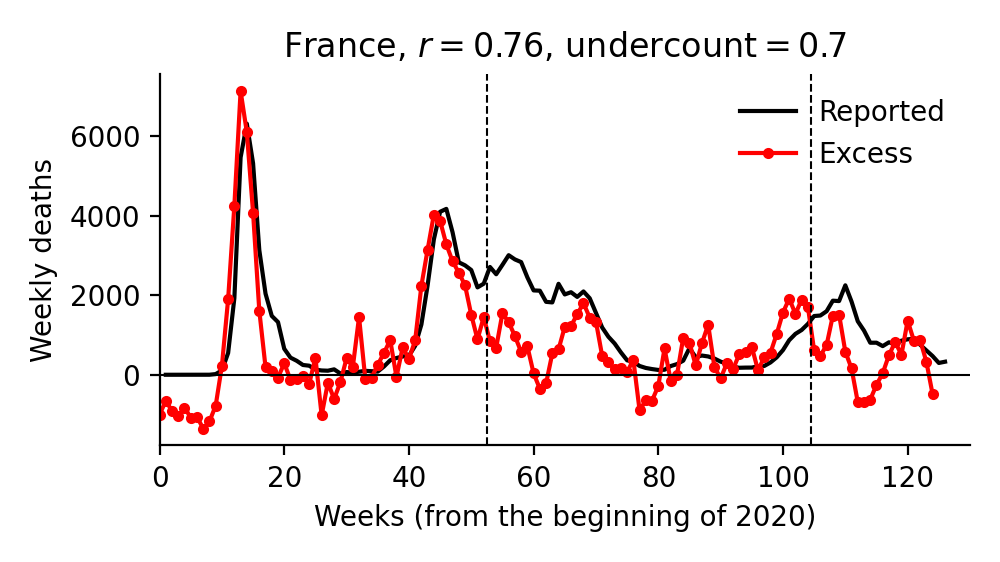 France, r = 0.76, undercount = 0.7
Reported
Excess
Weekly deaths
6000
4000
2000
0
0 20 40 60 80 100 120
Weeks (from the beginning of 2020)